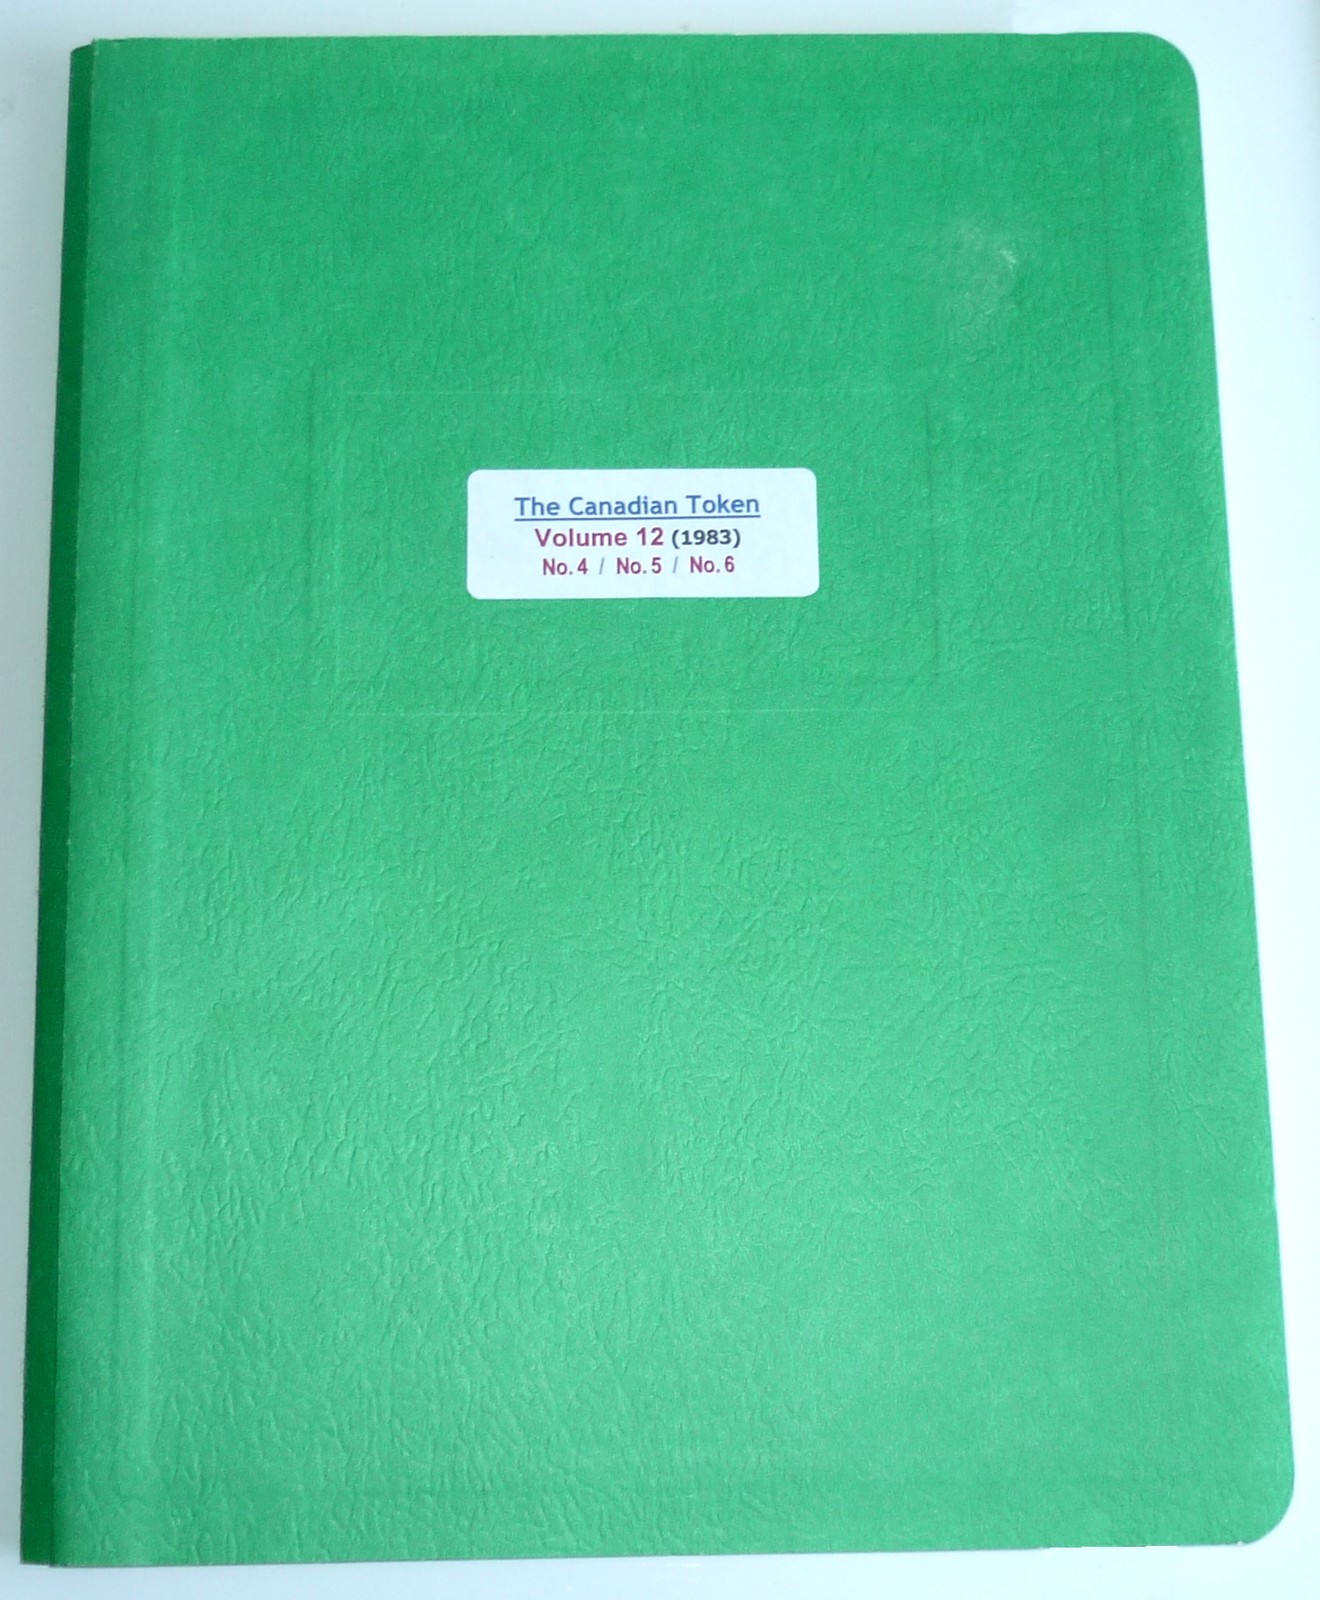 The Canadian Token
Volume 12 (1983)
No. 4 / No. 5 / No. 6